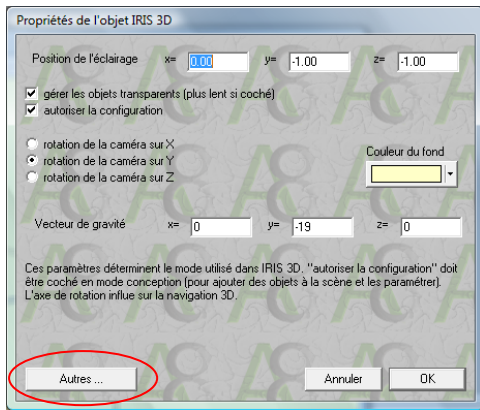 Propriétés de l'objet IRIS 3D
Position de l'éclairage x= 0.00 y= -1.00 z= -1.00
gérer les objets transparents (plus lent si coché)
autoriser la configuration
rotation de la caméra sur X
rotation de la caméra sur Y
rotation de la caméra sur Z
Couleur du fond
Vecteur de gravité x= 0 y= -19 z= 0
Ces paramètres déterminent le mode utilisé dans IRIS 3D. "autoriser la configuration" doit
être coché en mode conception (pour ajouter des objets à la scène et les paramétrer).
L'axe de rotation influe sur la navigation 3D.
Autres ... Annuler OK